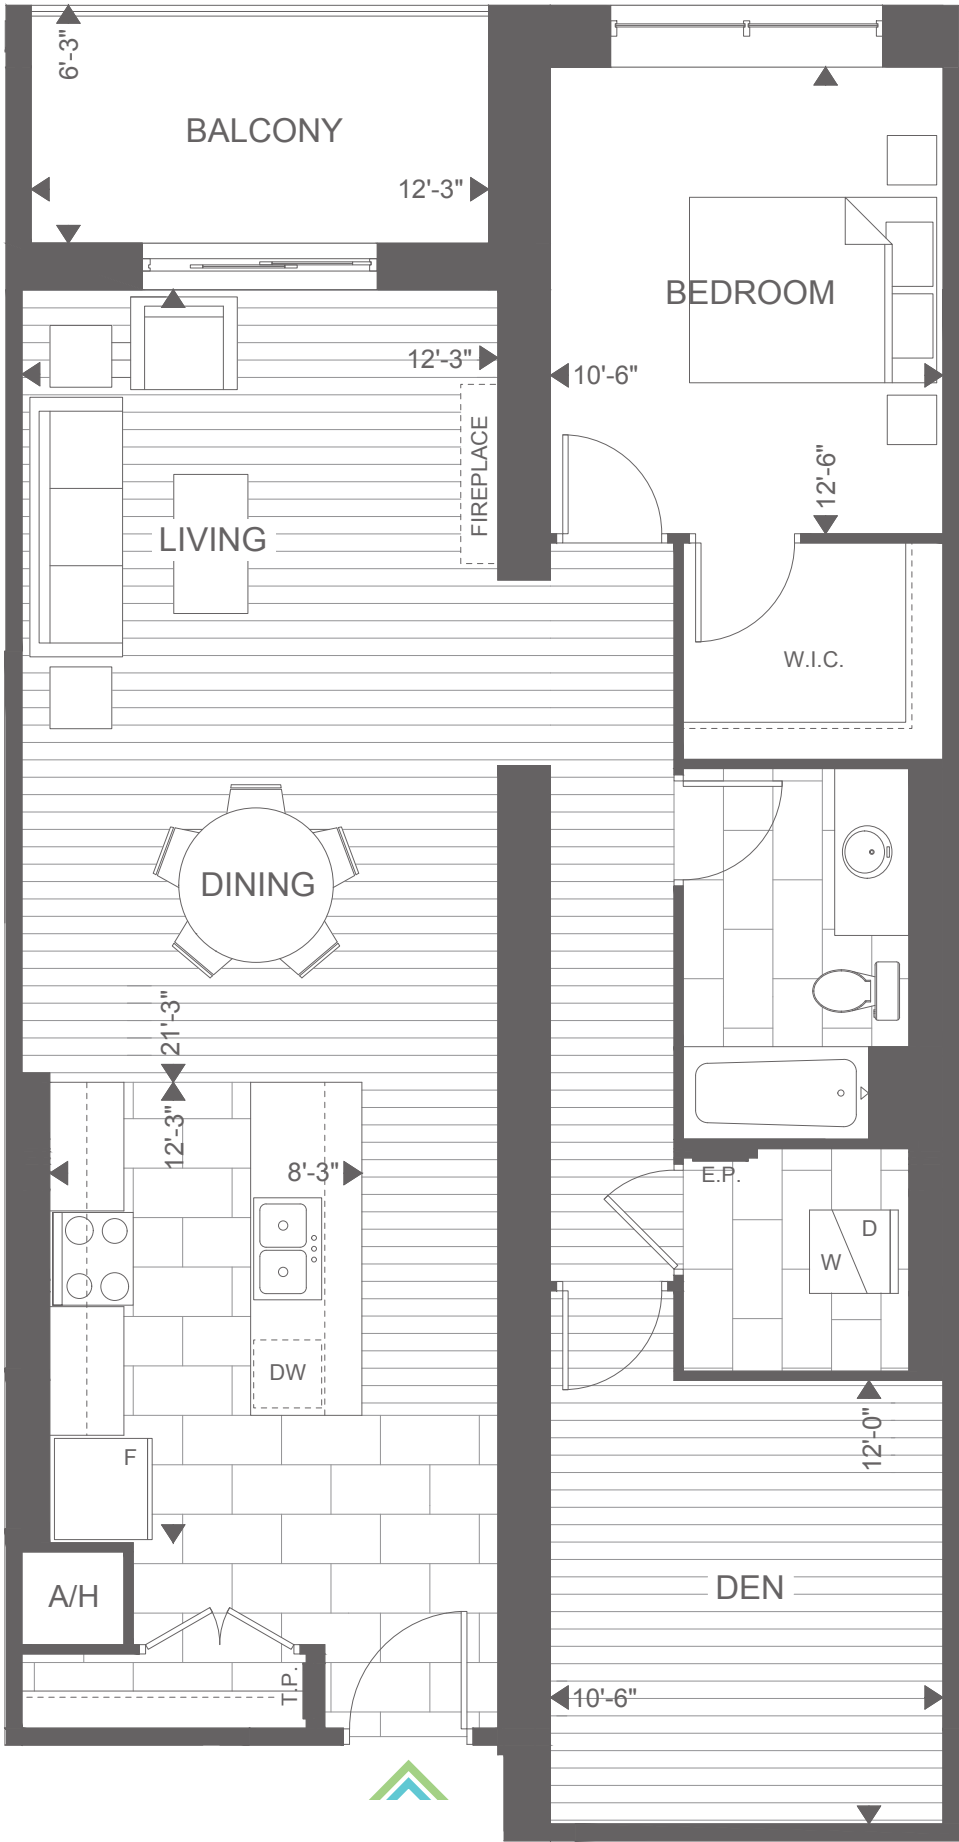 6'-3"
BALCONY
12'-3"
BEDROOM
12'-3"
10'-6"
FIREPLACE
12'-6"
LIVING
W.I.C.
DINING
21'-3"
12'-3"
8'-3"
E.P.
D
W
DW
12'-0"
F
A/H
DEN
T.P.
10'-6"